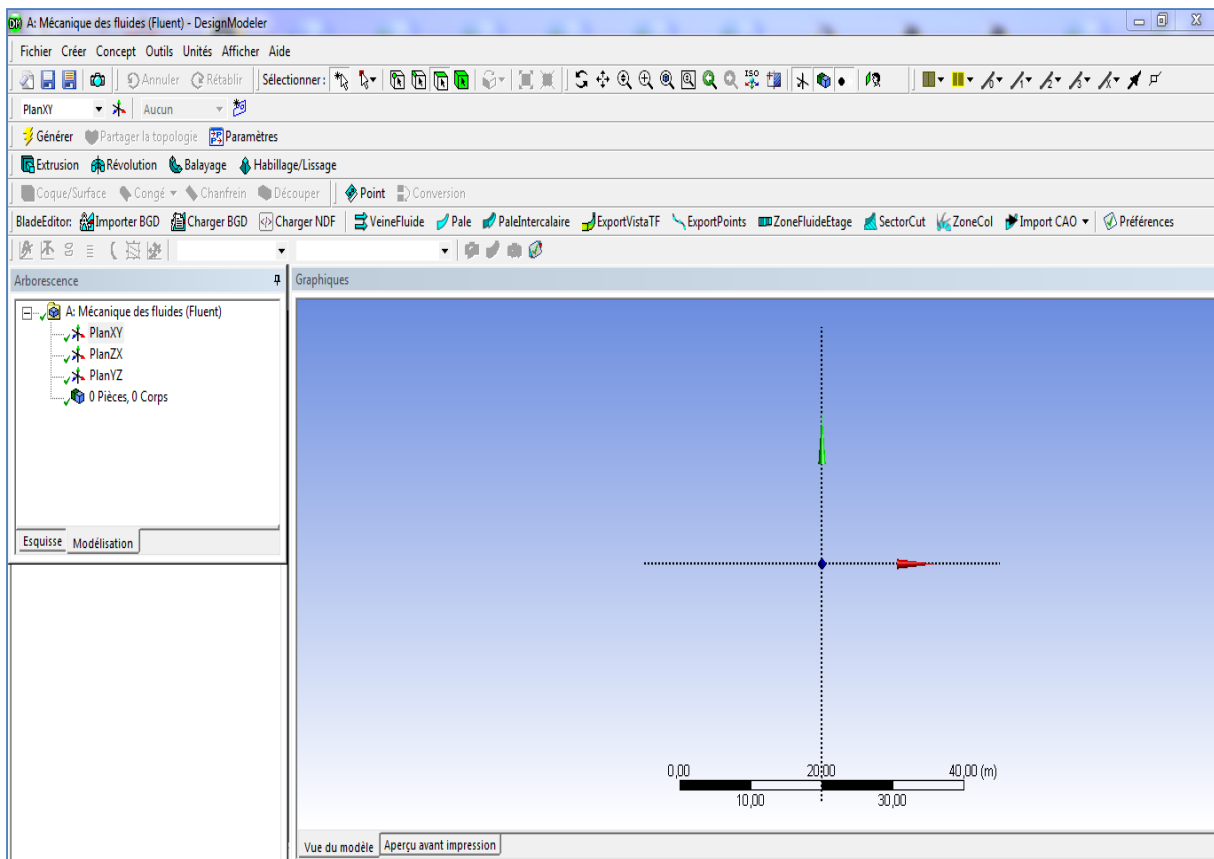 DM A: Mécanique des fluides (Fluent) - DesignModeler
Fichier Créer Concept Outils Unités Afficher Aide
Annuler Rétablir Sélectionner: ISO
PlanXY Aucun
Générer Partager la topologie Paramètres
Extrusion Révolution Balayage Habillage/Lissage
Coque/Surface Congé Chanfrein Découper Point Conversion
BladeEditor: Importer BGD Charger BGD Charger NDF VeineFluide Pale PaleIntercalaire ExportVistaTF ExportPoints ZoneFluideEtage SectorCut ZoneCol Import CAO Préférences
Arborescence
A: Mécanique des fluides (Fluent)
PlanXY
PlanZX
PlanYZ
0 Pièces, 0 Corps
Esquisse Modélisation
Graphiques
0,00 20,00 40,00 (m)
10,00 30,00
Vue du modèle Aperçu avant impression